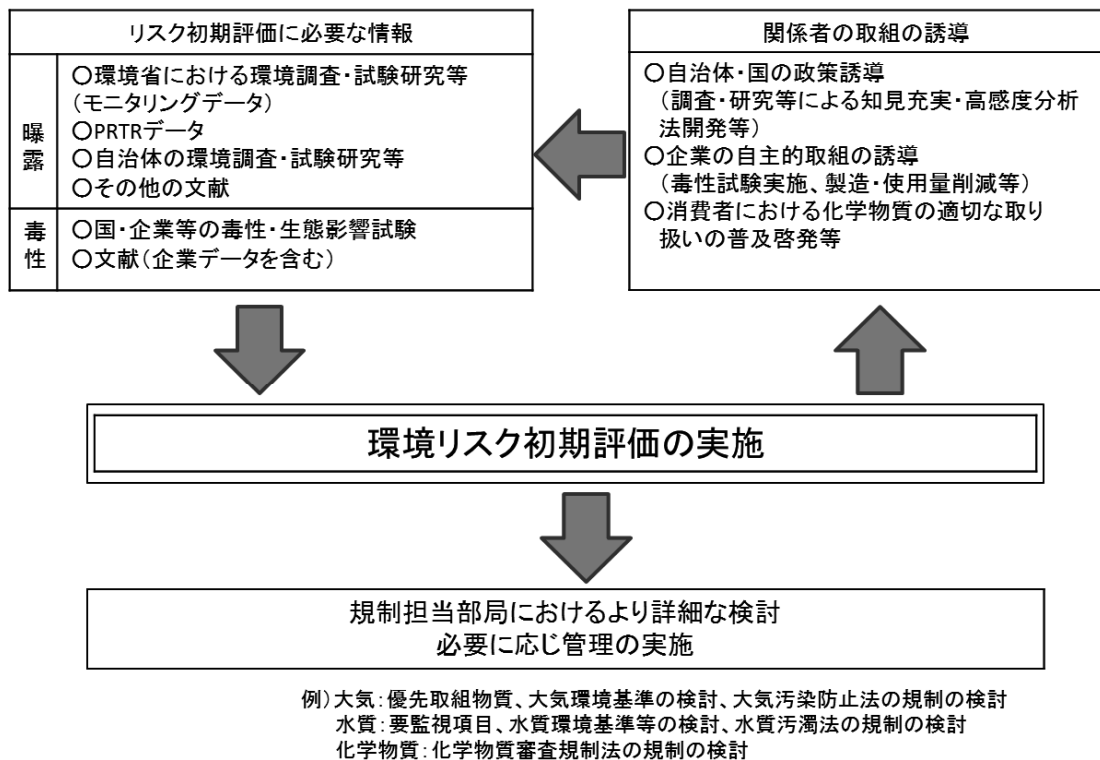 リスク初期評価に必要な情報
曝露
○環境省における環境調査・試験研究等
(モニタリングデータ)
○PRTRデータ
○自治体の環境調査・試験研究等
○その他の文献
毒性
○国・企業等の毒性・生態影響試験
○文献(企業データを含む)
関係者の取組の誘導
○自治体・国の政策誘導
(調査・研究等による知見充実・高感度分析
法開発等)
○企業の自主的取組の誘導
(毒性試験実施、製造・使用量削減等)
○消費者における化学物質の適切な取り
扱いの普及啓発等
環境リスク初期評価の実施
規制担当部局におけるより詳細な検討
必要に応じ管理の実施
例)大気:優先取組物質、大気環境基準の検討、大気汚染防止法の規制の検討
水質:要監視項目、水質環境基準等の検討、水質汚濁法の規制の検討
化学物質:化学物質審査規制法の規制の検討